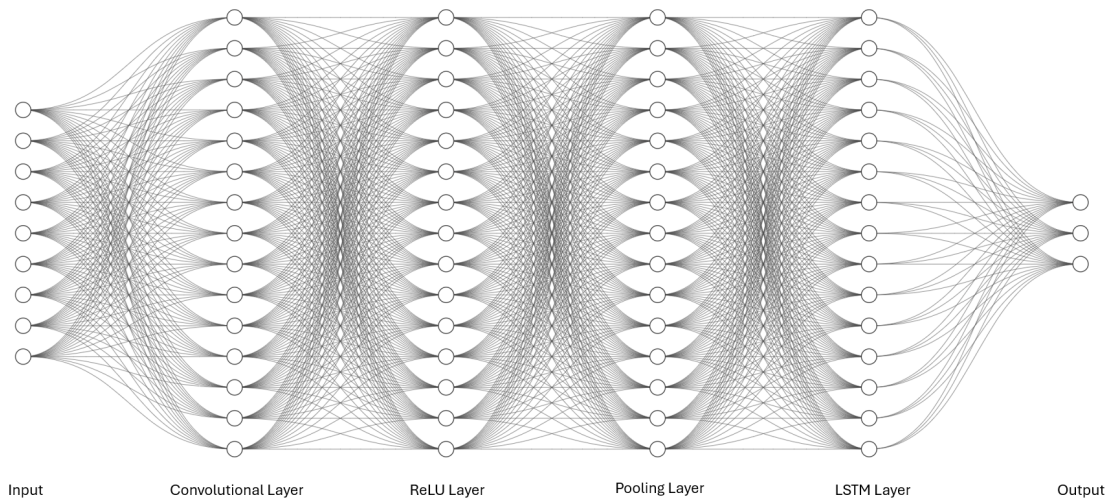 Input
Convolutional Layer
ReLU Layer
Pooling Layer
LSTM Layer
Output